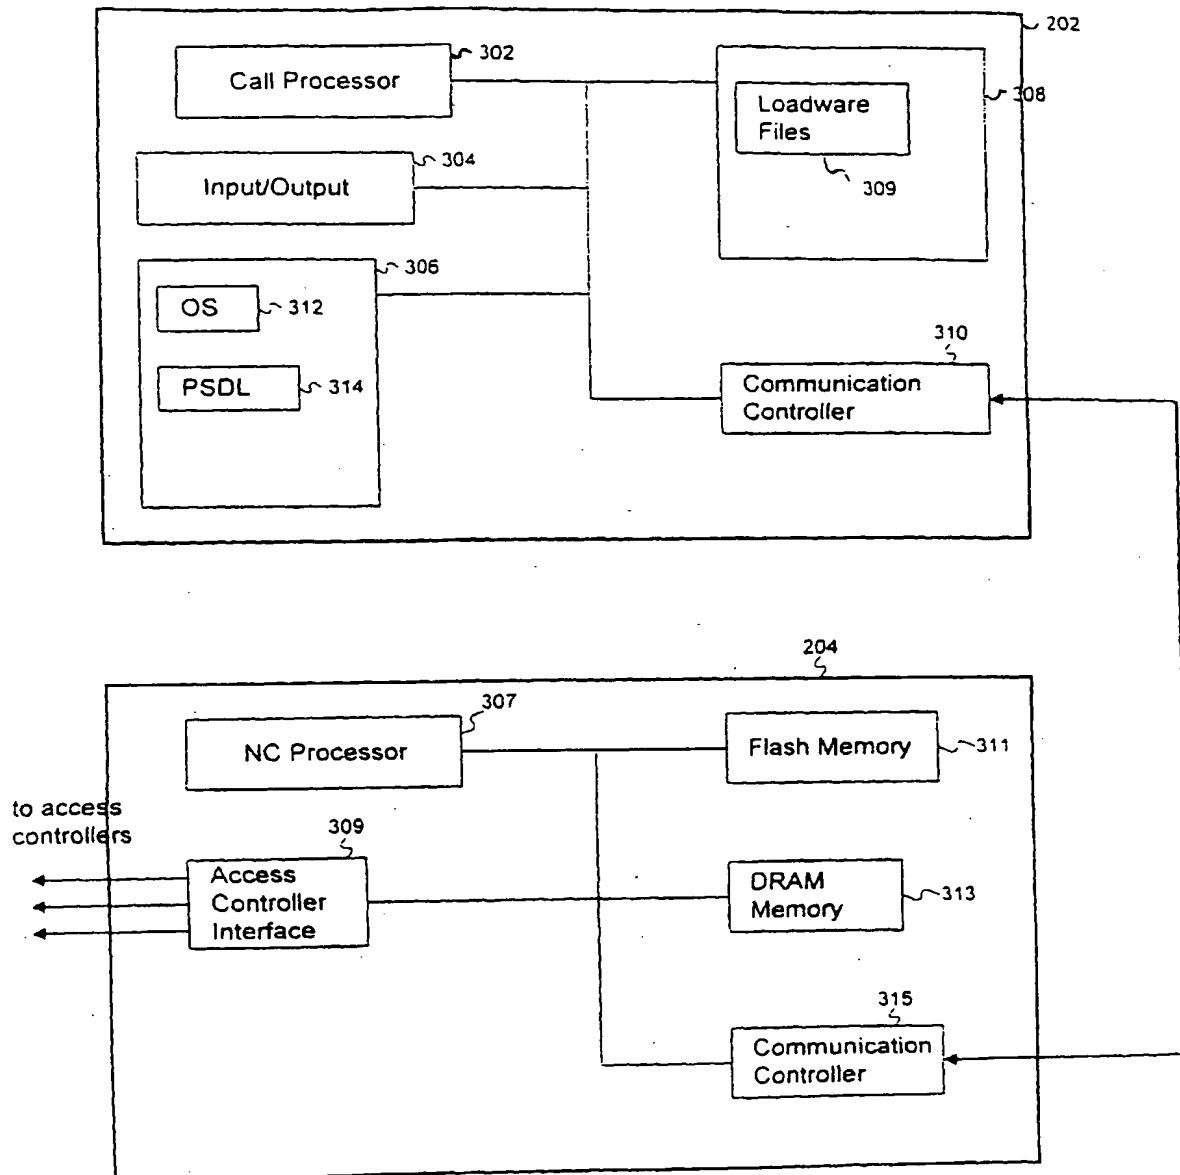 202
302
Call Processor
308
Loadware
Files
309
304
Input/Output
306
OS
312
PSDL
314
310
Communication
Controller
204
307
NC Processor
Flash Memory
311
to access
controllers
309
Access
Controller
Interface
DRAM
Memory
313
315
Communication
Controller